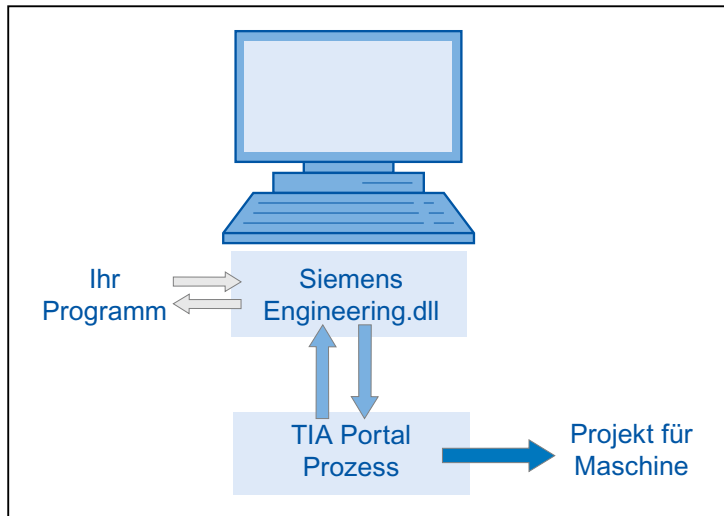 Ihr
Programm
Siemens
Engineering.dll
TIA Portal
Prozess
Projekt für
Maschine